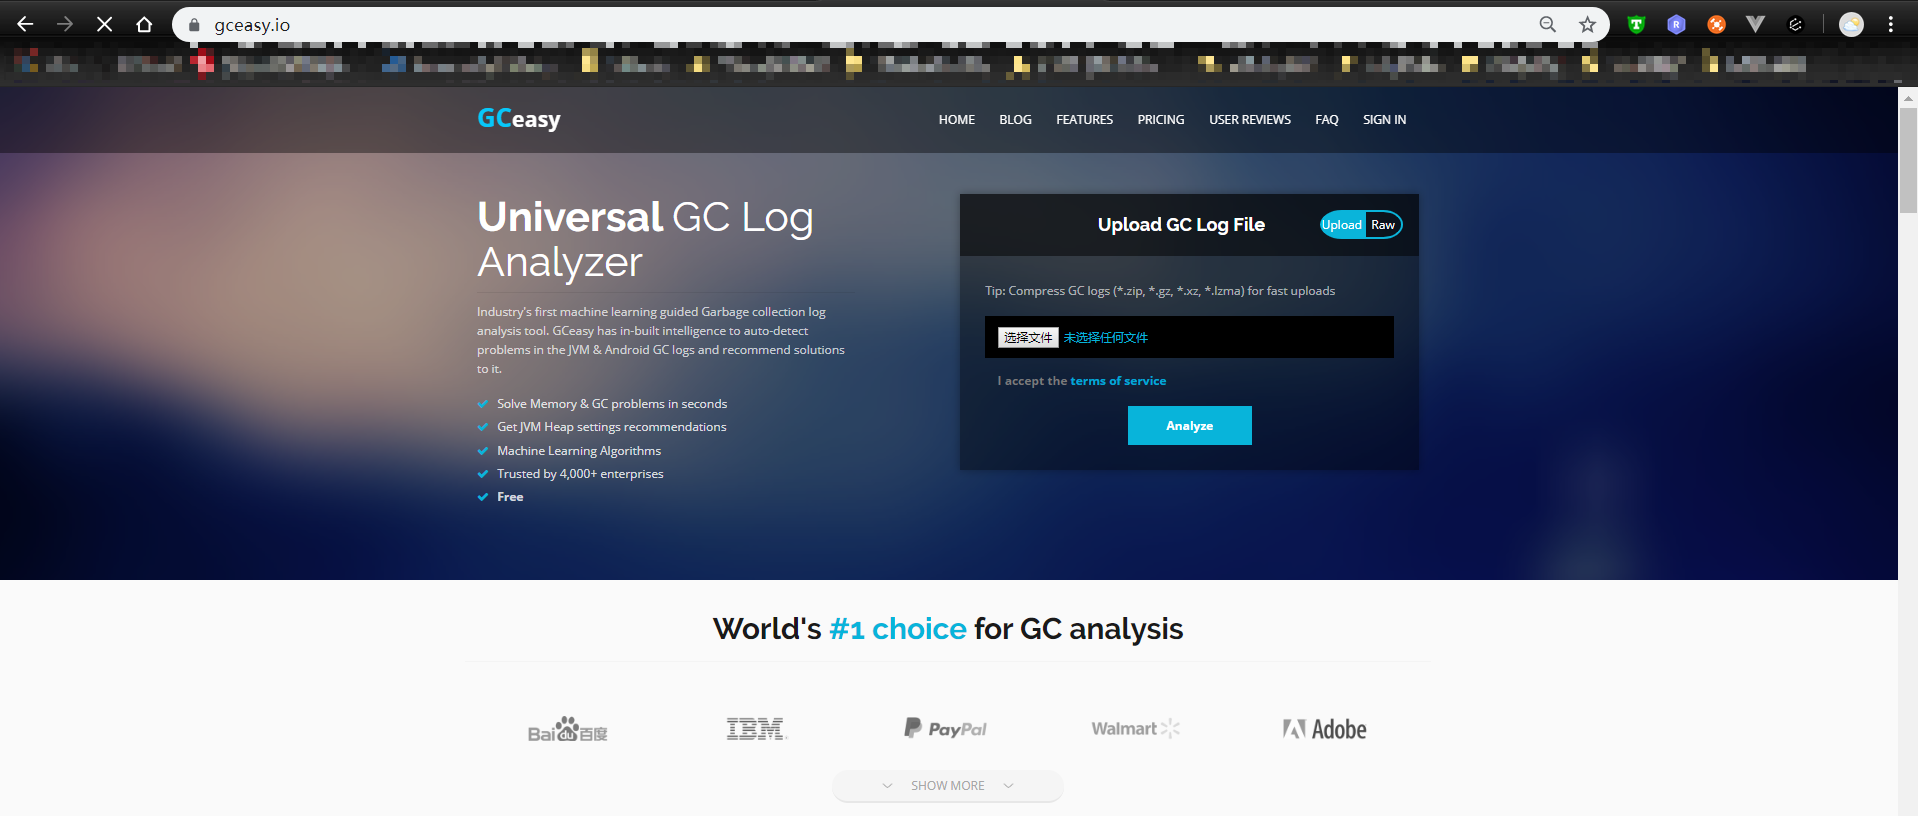 gceasy.io
GCeasy
HOME BLOG FEATURES PRICING USER REVIEWS FAQ SIGN IN
Universal GC Log
Analyzer
Industry's first machine learning guided Garbage collection log
analysis tool. GCeasy has in-built intelligence to auto-detect
problems in the JVM & Android GC logs and recommend solutions
to it.
Solve Memory & GC problems in seconds
Get JVM Heap settings recommendations
Machine Learning Algorithms
Trusted by 4,000+ enterprises
Free
Upload GC Log File
Upload Raw
Tip: Compress GC logs (*.zip, *.gz, *.xz, *.lzma) for fast uploads
选择文件 未选择任何文件
I accept the terms of service
Analyze
World's #1 choice for GC analysis
Bai du 百度 IBM PayPal Walmart Adobe
SHOW MORE